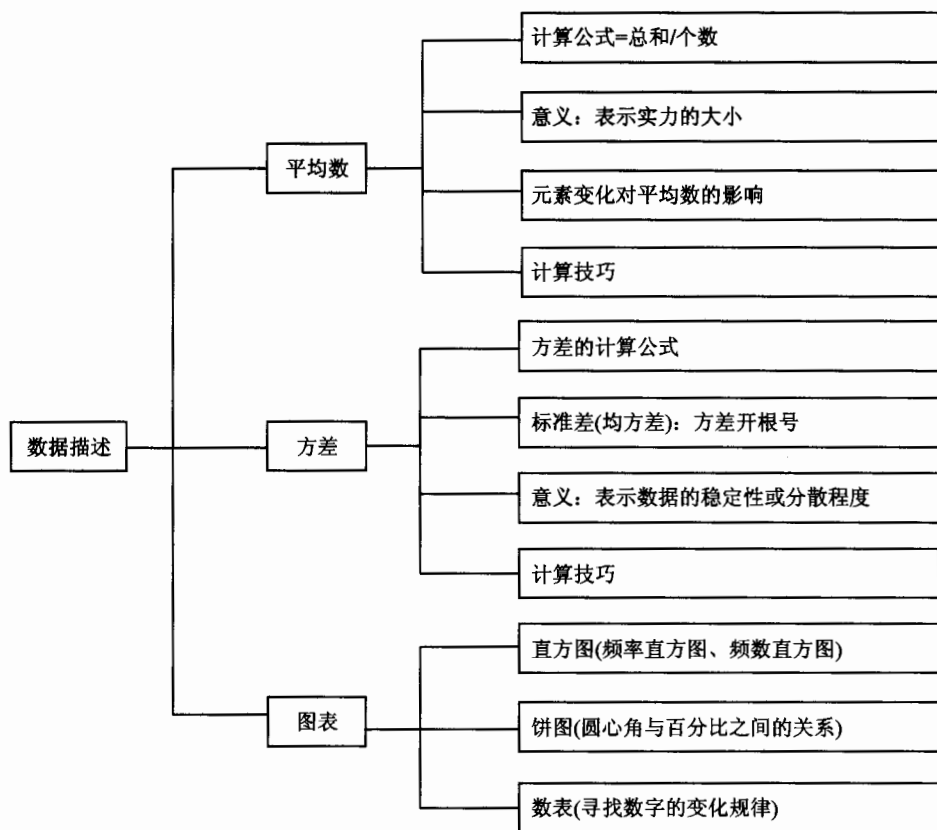 数据描述
平均数
计算公式=总和/个数
意义：表示实力的大小
元素变化对平均数的影响
计算技巧
方差
方差的计算公式
标准差(均方差)：方差开根号
意义：表示数据的稳定性或分散程度
计算技巧
图表
直方图(频率直方图、频数直方图)
饼图(圆心角与百分比之间的关系)
数表(寻找数字的变化规律)